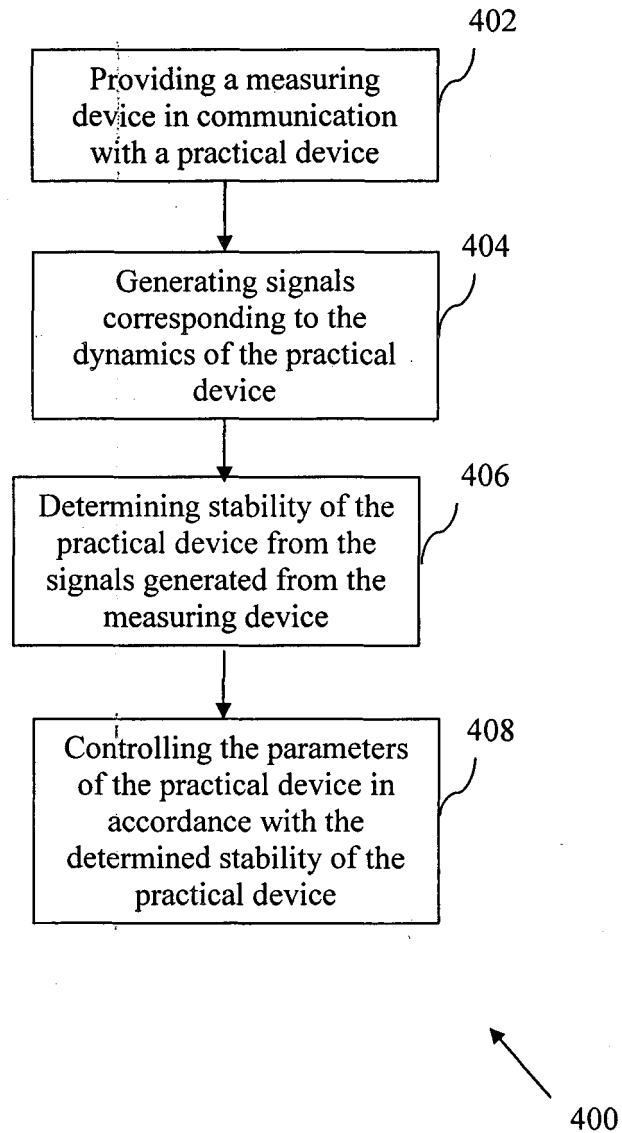 402
Providing a measuring
device in communication
with a practical device
404
Generating signals
corresponding to the
dynamics of the practical
device
406
Determining stability of the
practical device from the
signals generated from the
measuring device
408
Controlling the parameters
of the practical device in
accordance with the
determined stability of the
practical device
400